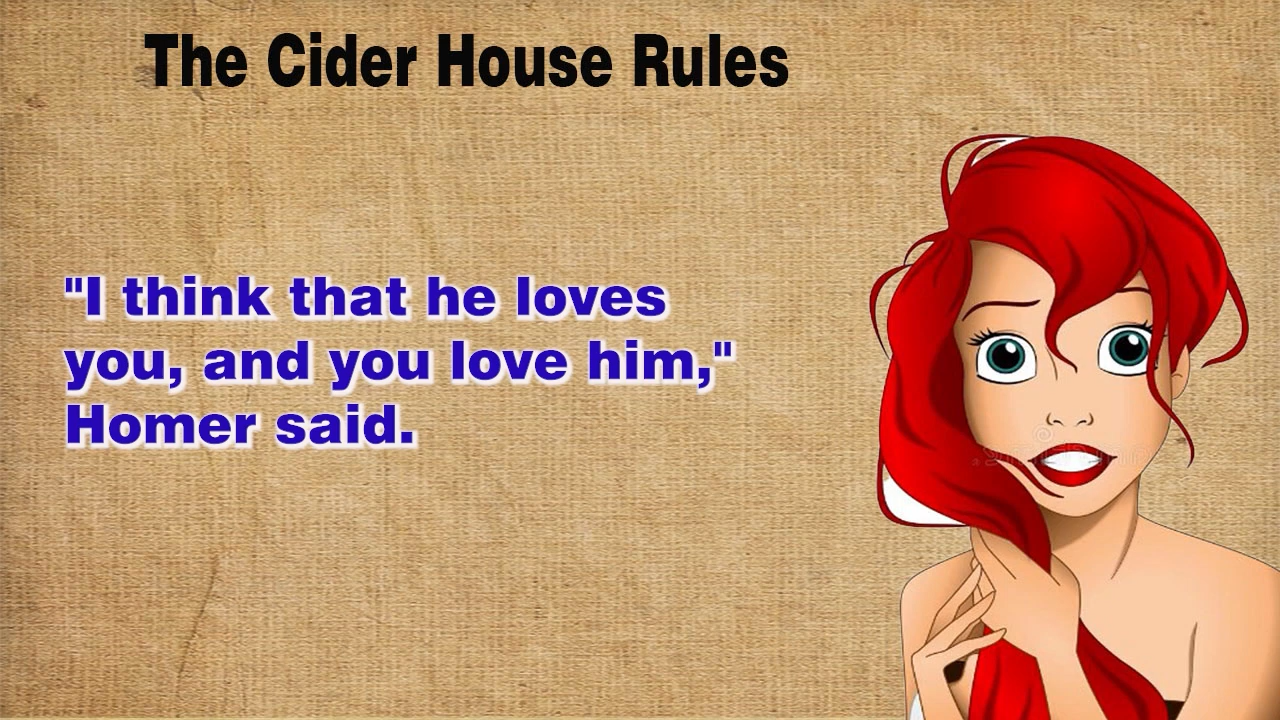 The Cider House Rules
"I think that he loves
you, and you love him,"
Homer said.